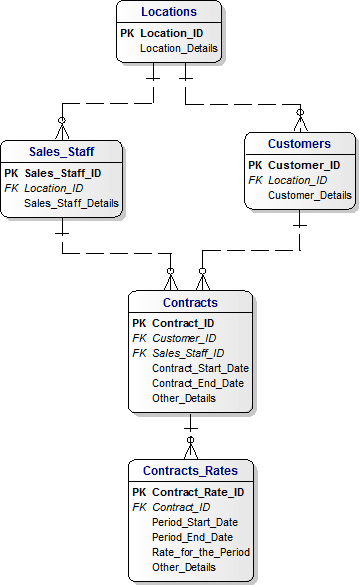 Locations
PK Location_ID
Location_Details
Sales_Staff
PK Sales_Staff_ID
FK Location_ID
Sales_Staff_Details
Customers
PK Customer_ID
FK Location_ID
Customer_Details
Contracts
PK Contract_ID
FK Customer_ID
FK Sales_Staff_ID
Contract_Start_Date
Contract_End_Date
Other_Details
Contracts_Rates
PK Contract_Rate_ID
FK Contract_ID
Period_Start_Date
Period_End_Date
Rate_for_the_Period
Other_Details